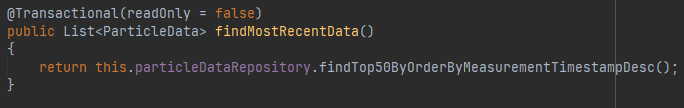 @Transactional(readOnly = false)
public List<ParticleData> findMostRecentData()
{
    return this.particleDataRepository.findTop50ByOrderByMeasurementTimestampDesc();
}